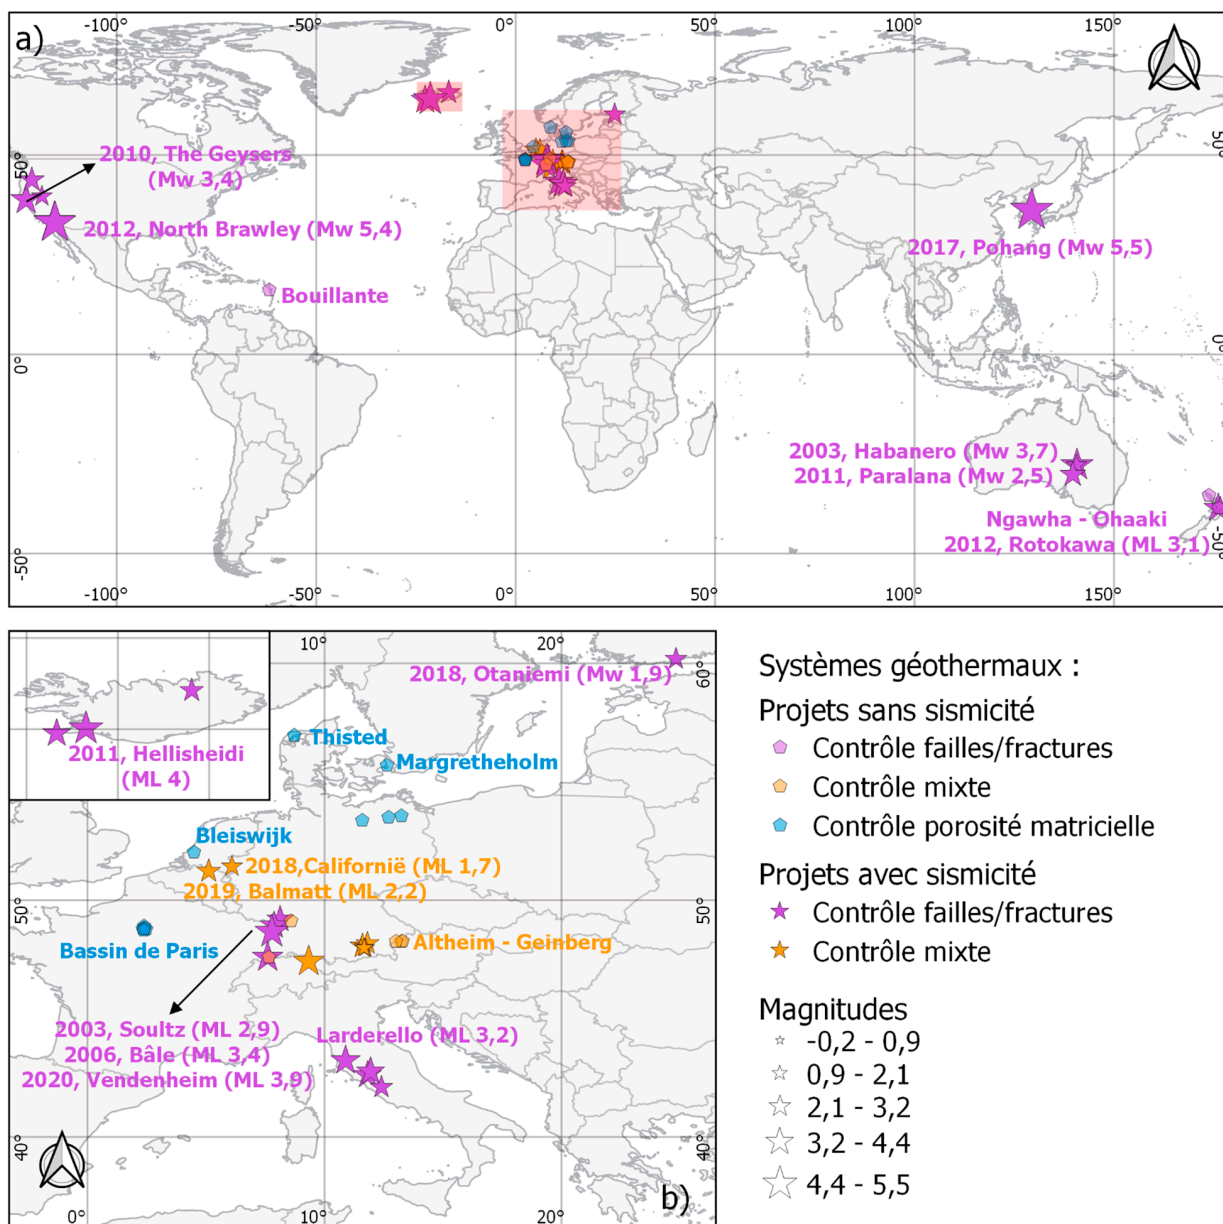 a)
-100°
-50°
0°
50°
100°
150°
50°
50°
2010, The Geysers
(Mw 3,4)
2012, North Brawley (Mw 5,4)
2017, Pohang (Mw 5,5)
Bouillante
0°
0°
2003, Habanero (Mw 3,7)
2011, Paralana (Mw 2,5)
Ngawha - Ohaaki
2012, Rotokawa (ML 3,1)
-50°
-50°
-100°
-50°
0°
50°
100°
150°
10°
20°
60°
2018, Otaniemi (Mw 1,9)
2011, Hellisheidi
(ML 4)
Thisted
Margretheholm
Bleiswijk
2018,Californië (ML 1,7)
2019, Balmatt (ML 2,2)
50°
50°
Bassin de Paris
Altheim - Geinberg
2003, Soultz (ML 2,9)
2006, Bâle (ML 3,4)
2020, Vendenheim (ML 3,9)
Larderello (ML 3,2)
40°
40°
b)
0°
10°
20°
Systèmes géothermaux :
Projets sans sismicité
Contrôle failles/fractures
Contrôle mixte
Contrôle porosité matricielle
Projets avec sismicité
Contrôle failles/fractures
Contrôle mixte
Magnitudes
-0,2 - 0,9
0,9 - 2,1
2,1 - 3,2
3,2 - 4,4
4,4 - 5,5